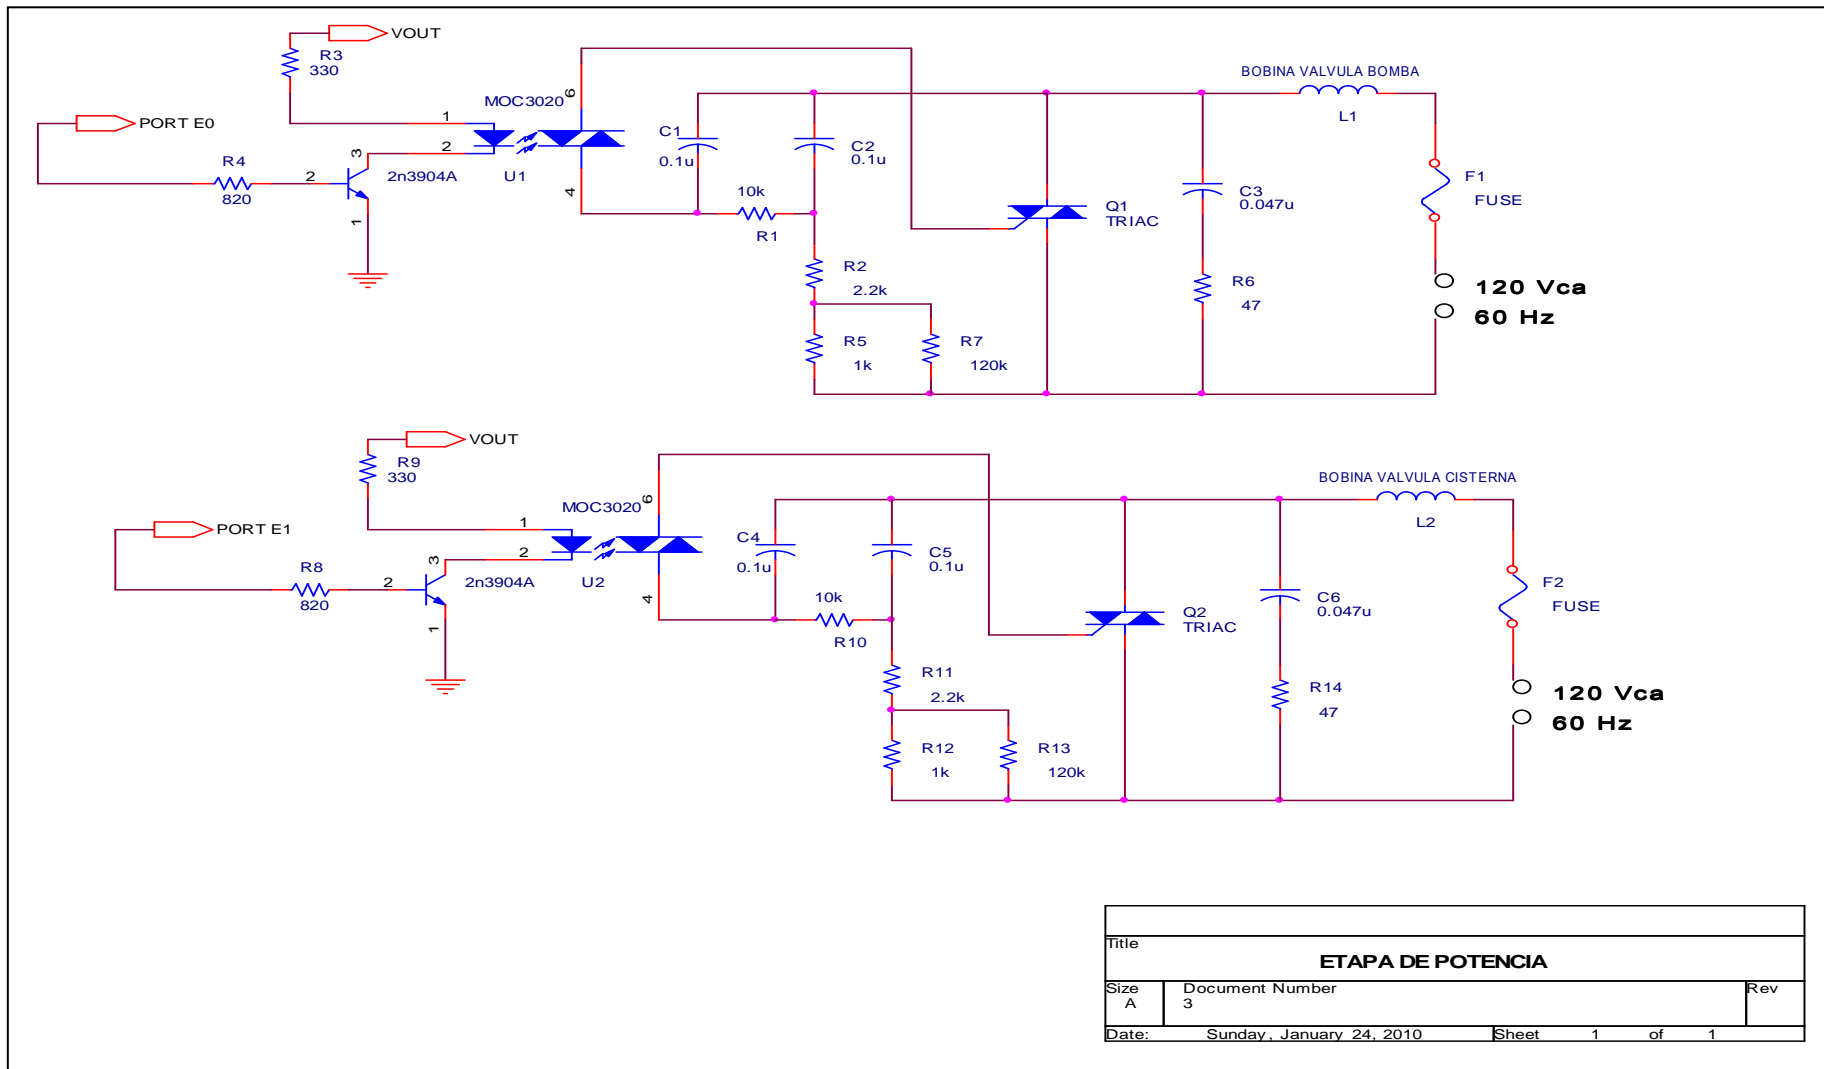 VOUT
R3
330
BOBINA VALVULA BOMBA
MOC3020
6
L1
1
PORT E0
C1
0.1u
C2
0.1u
2
3
R4
820
2
2n3904A
U1
4
1
10k
R1
Q1
TRIAC
C3
0.047u
F1
FUSE
R2
2.2k
R6
47
120 Vca
60 Hz
R5
1k
R7
120k
VOUT
R9
330
BOBINA VALVULA CISTERNA
MOC3020
6
L2
1
PORT E1
C4
0.1u
C5
0.1u
2
3
R8
820
2
2n3904A
U2
4
1
10k
R10
Q2
TRIAC
C6
0.047u
F2
FUSE
R11
2.2k
R14
47
120 Vca
60 Hz
R12
1k
R13
120k
Title
ETAPA DE POTENCIA
Size
A
Document Number
3
Rev
Date: Sunday, January 24, 2010 Sheet 1 of 1